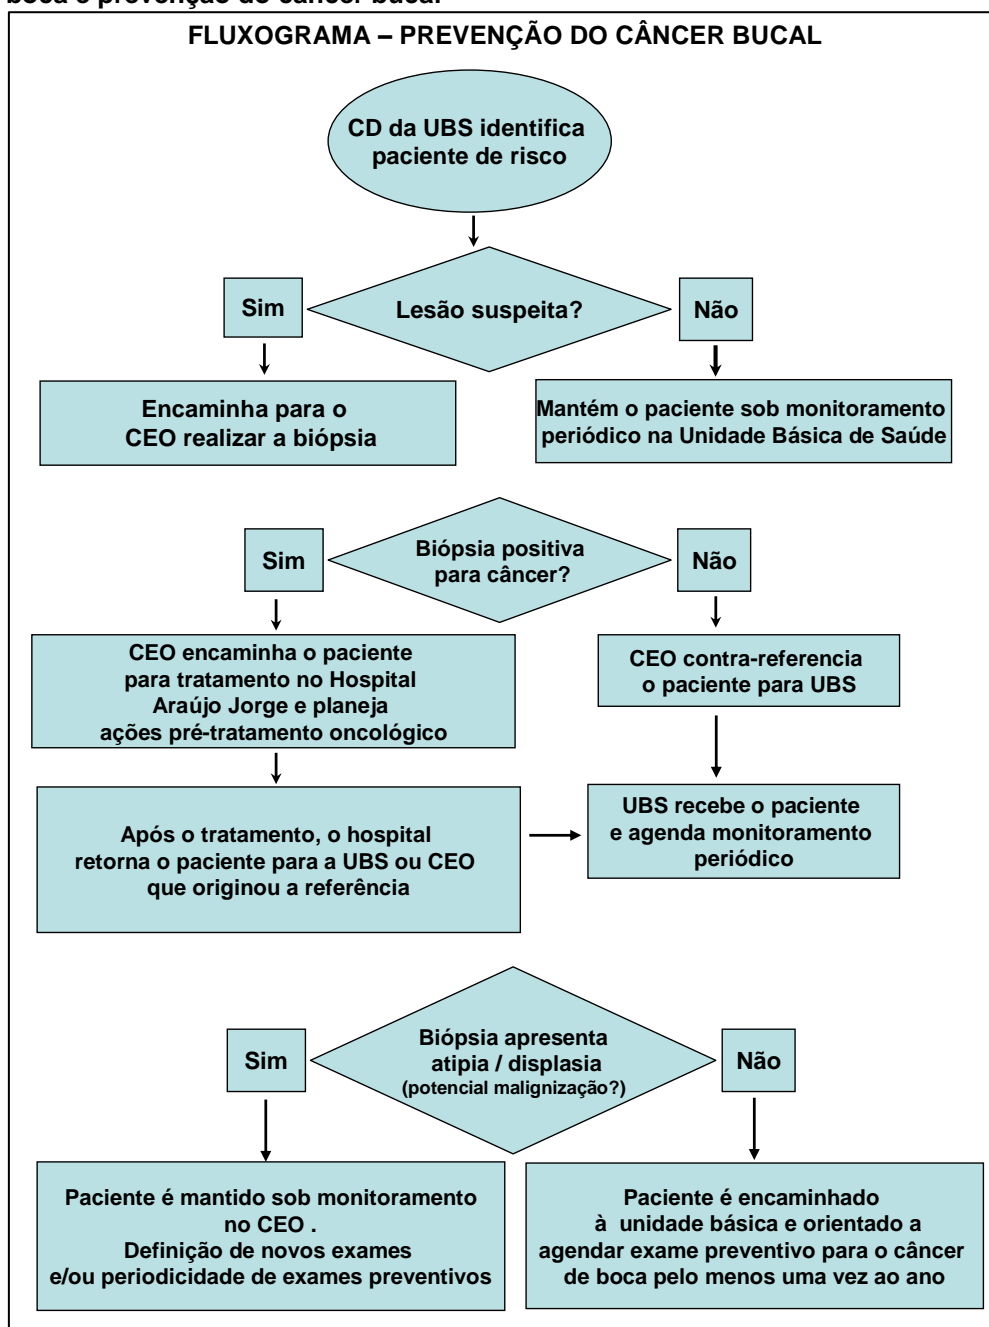 boca e prevenção do câncer bucal
FLUXOGRAMA – PREVENÇÃO DO CÂNCER BUCAL
CD da UBS identifica
paciente de risco
Sim
Lesão suspeita?
Não
Encaminha para o
CEO realizar a biópsia
Mantém o paciente sob monitoramento
periódico na Unidade Básica de Saúde
Sim
Biópsia positiva
para câncer?
Não
CEO encaminha o paciente
para tratamento no Hospital
Araújo Jorge e planeja
ações pré-tratamento oncológico
CEO contra-referencia
o paciente para UBS
Após o tratamento, o hospital
retorna o paciente para a UBS ou CEO
que originou a referência
UBS recebe o paciente
e agenda monitoramento
periódico
Sim
Biópsia apresenta
atipia / displasia
(potencial malignização?)
Não
Paciente é mantido sob monitoramento
no CEO .
Definição de novos exames
e/ou periodicidade de exames preventivos
Paciente é encaminhado
à unidade básica e orientado a
agendar exame preventivo para o câncer
de boca pelo menos uma vez ao ano